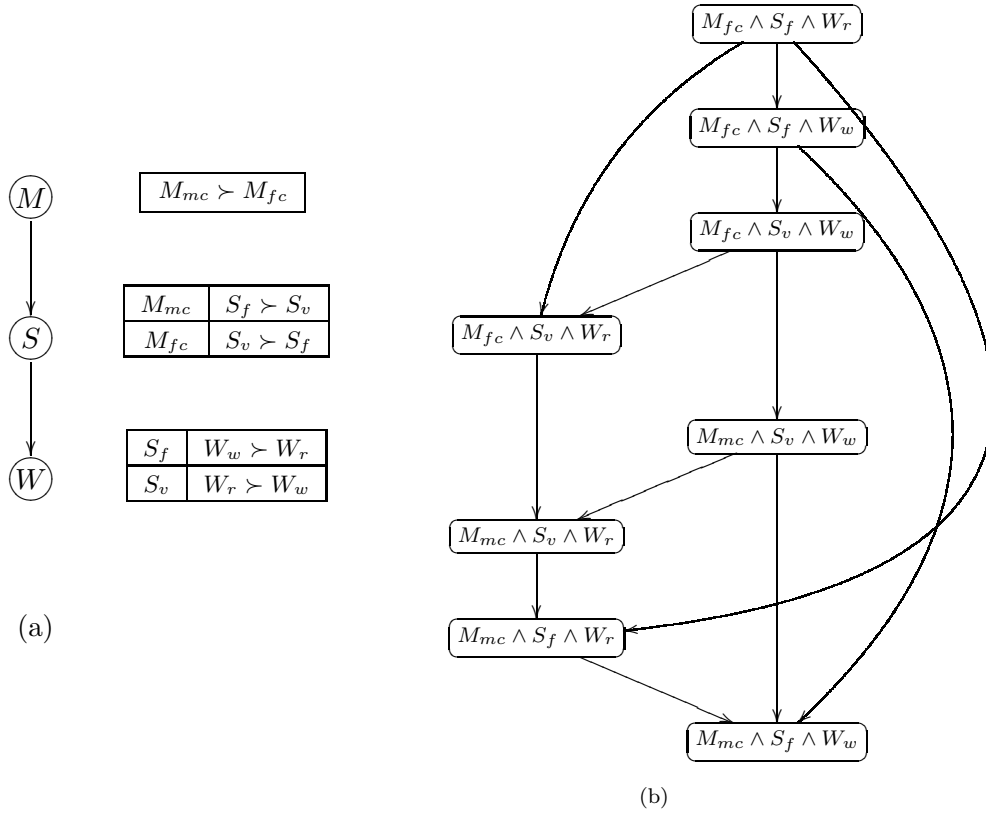 M
M_{mc} ≻ M_{fc}
S
M_{mc} S_f ≻ S_v
M_{fc} S_v ≻ S_f
W
S_f W_w ≻ W_r
S_v W_r ≻ W_w
(a)
M_{fc} ∧ S_f ∧ W_r
M_{fc} ∧ S_f ∧ W_w
M_{fc} ∧ S_v ∧ W_w
M_{fc} ∧ S_v ∧ W_r
M_{mc} ∧ S_v ∧ W_w
M_{mc} ∧ S_v ∧ W_r
M_{mc} ∧ S_f ∧ W_r
M_{mc} ∧ S_f ∧ W_w
(b)